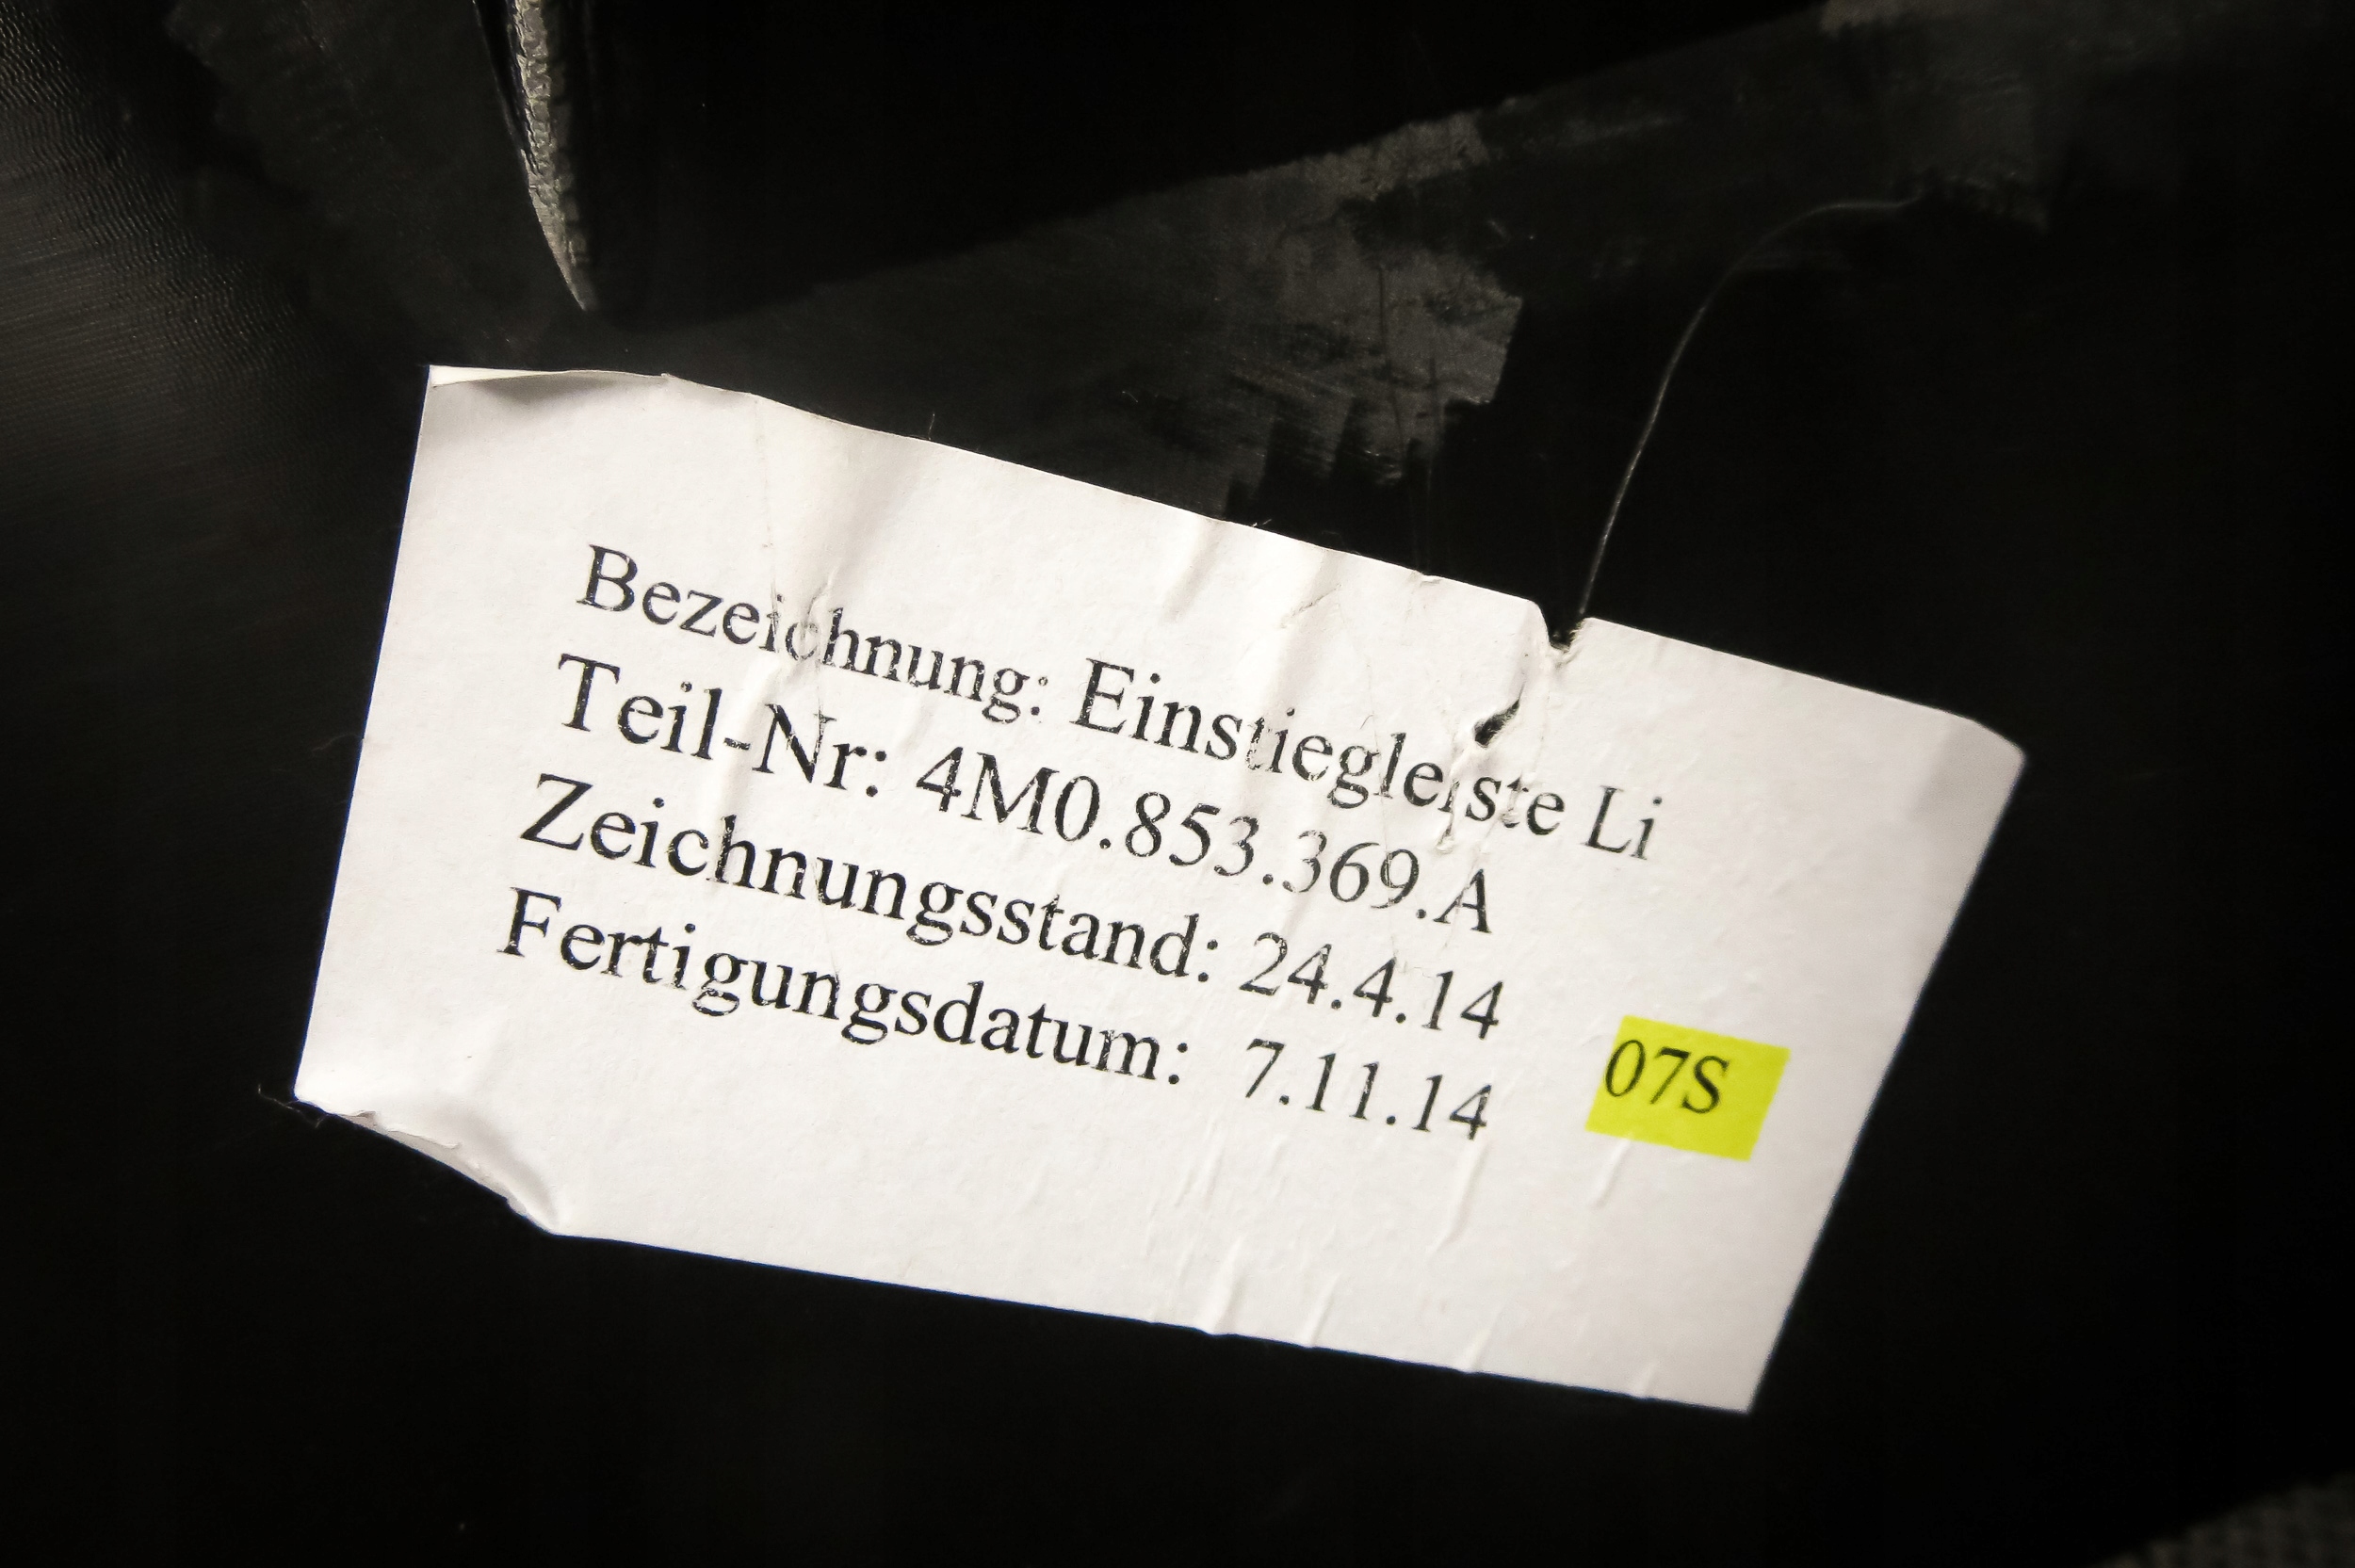 Bezeichnung: Einstiegleiste Li
Teil-Nr: 4M0.853.369.A
Zeichnungsstand: 24.4.14
Fertigungsdatum: 7.11.14 07S